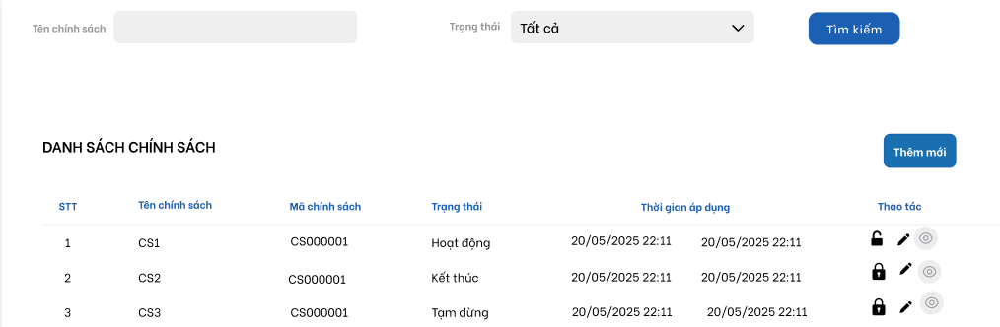 Tên chính sách Trạng thái Tất cả Tìm kiếm
DANH SÁCH CHÍNH SÁCH Thêm mới
STT Tên chính sách Mã chính sách Trạng thái Thời gian áp dụng Thao tác
1 CS1 CS000001 Hoạt động 20/05/2025 22:11 20/05/2025 22:11
2 CS2 CS000001 Kết thúc 20/05/2025 22:11 20/05/2025 22:11
3 CS3 CS000001 Tạm dừng 20/05/2025 22:11 20/05/2025 22:11